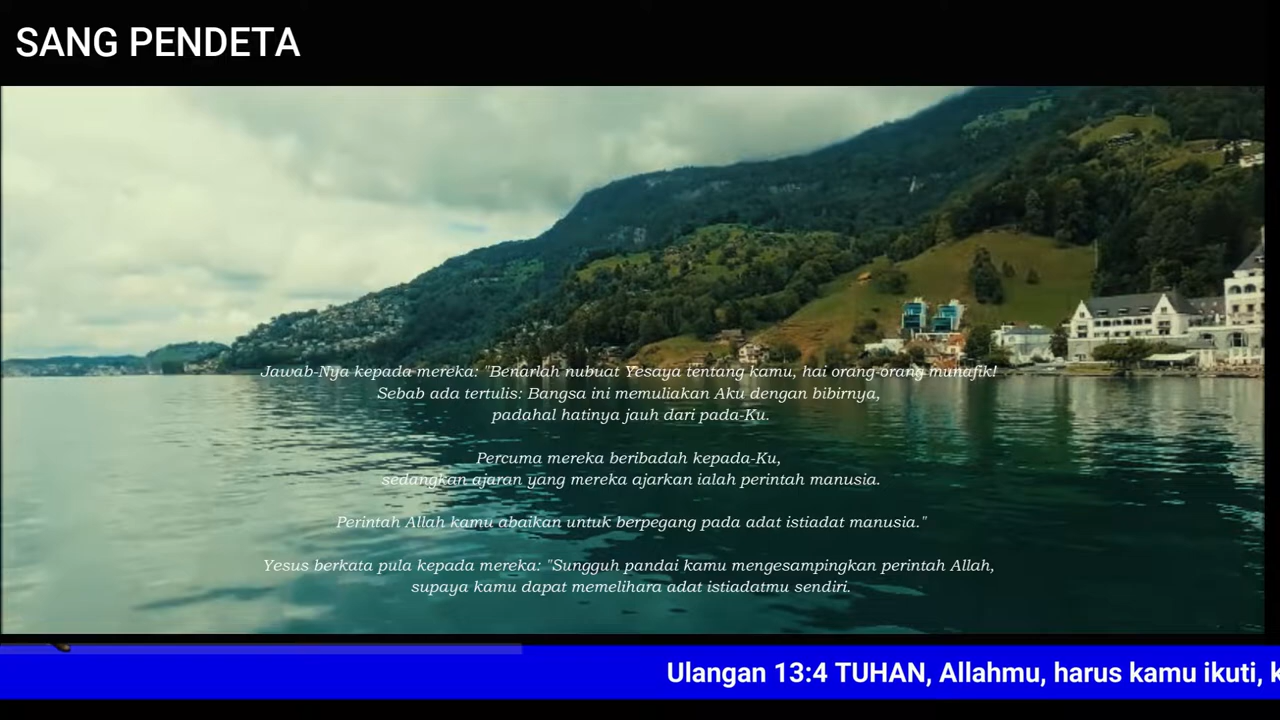 SANG PENDETA
Jawab-Nya kepada mereka: "Benarlah nubuat Yesaya tentang kamu, hai orang-orang munafik!
Sebab ada tertulis: Bangsa ini memuliakan Aku dengan bibirnya,
padahal hatinya jauh dari pada-Ku.
Percuma mereka beribadah kepada-Ku,
sedangkan ajaran yang mereka ajarkan ialah perintah manusia.
Perintah Allah kamu abaikan untuk berpegang pada adat istiadat manusia."
Yesus berkata pula kepada mereka: "Sungguh pandai kamu mengesampingkan perintah Allah,
supaya kamu dapat memelihara adat istiadatmu sendiri.
Ulangan 13:4 TUHAN, Allahmu, harus kamu ikuti,